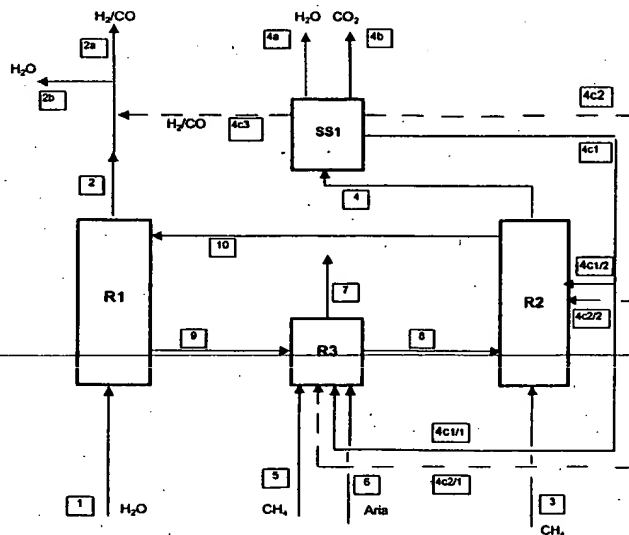 H₂/CO
H₂O
CO₂
2a
4a
4b
H₂O
2b
H₂/CO
4c3
SS1
4c2
4c1
2
4
10
R1
7
R2
4c1/2
4c2/2
9
R3
8
4c1/1
5
6
4c2/1
3
1
H₂O
CH₄
Aria
CH₄